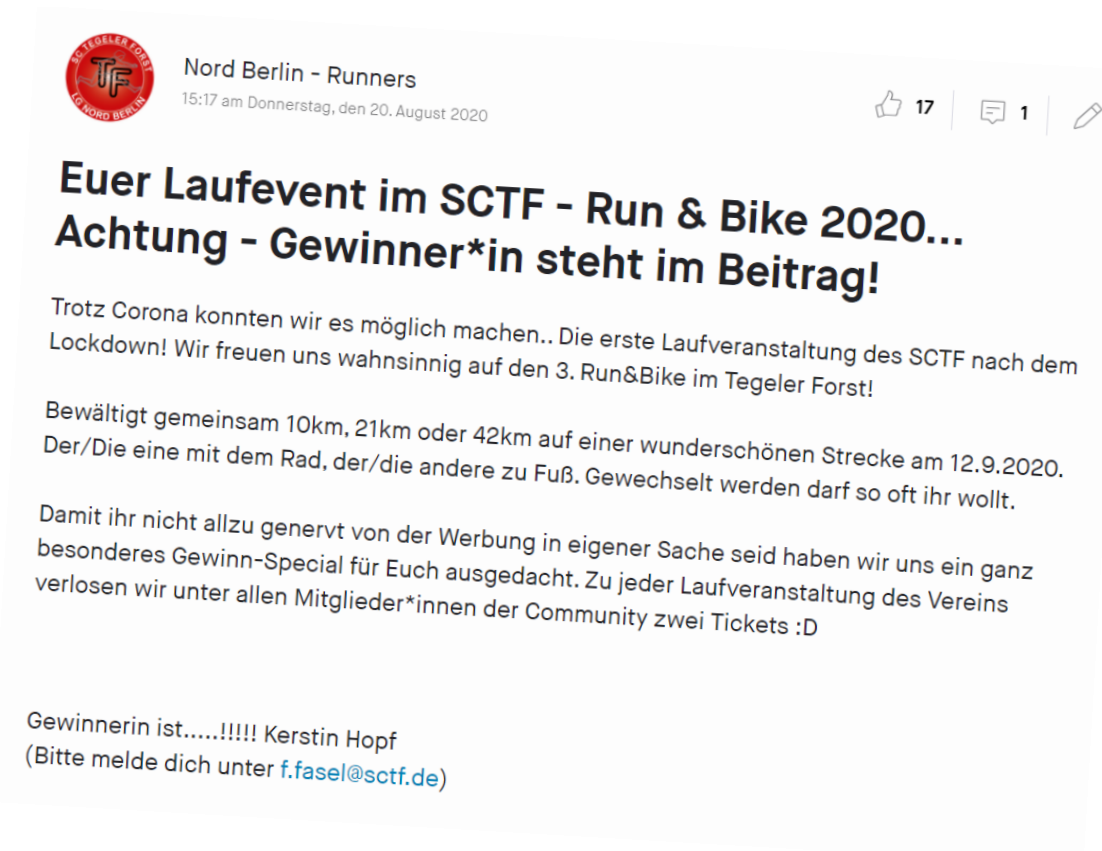 SC TEGELER FORST
TF
LG NORD BERLIN
Nord Berlin - Runners
15:17 am Donnerstag, den 20. August 2020
17
1
Euer Laufevent im SCTF - Run & Bike 2020...
Achtung - Gewinner*in steht im Beitrag!
Trotz Corona konnten wir es möglich machen.. Die erste Laufveranstaltung des SCTF nach dem
Lockdown! Wir freuen uns wahnsinnig auf den 3. Run&Bike im Tegeler Forst!
Bewältigt gemeinsam 10km, 21km oder 42km auf einer wunderschönen Strecke am 12.9.2020.
Der/Die eine mit dem Rad, der/die andere zu Fuß. Gewechselt werden darf so oft ihr wollt.
Damit ihr nicht allzu genervt von der Werbung in eigener Sache seid haben wir uns ein ganz
besonderes Gewinn-Special für Euch ausgedacht. Zu jeder Laufveranstaltung des Vereins
verlosen wir unter allen Mitglieder*innen der Community zwei Tickets :D
Gewinnerin ist.....!!!!! Kerstin Hopf
(Bitte melde dich unter f.fasel@sctf.de)